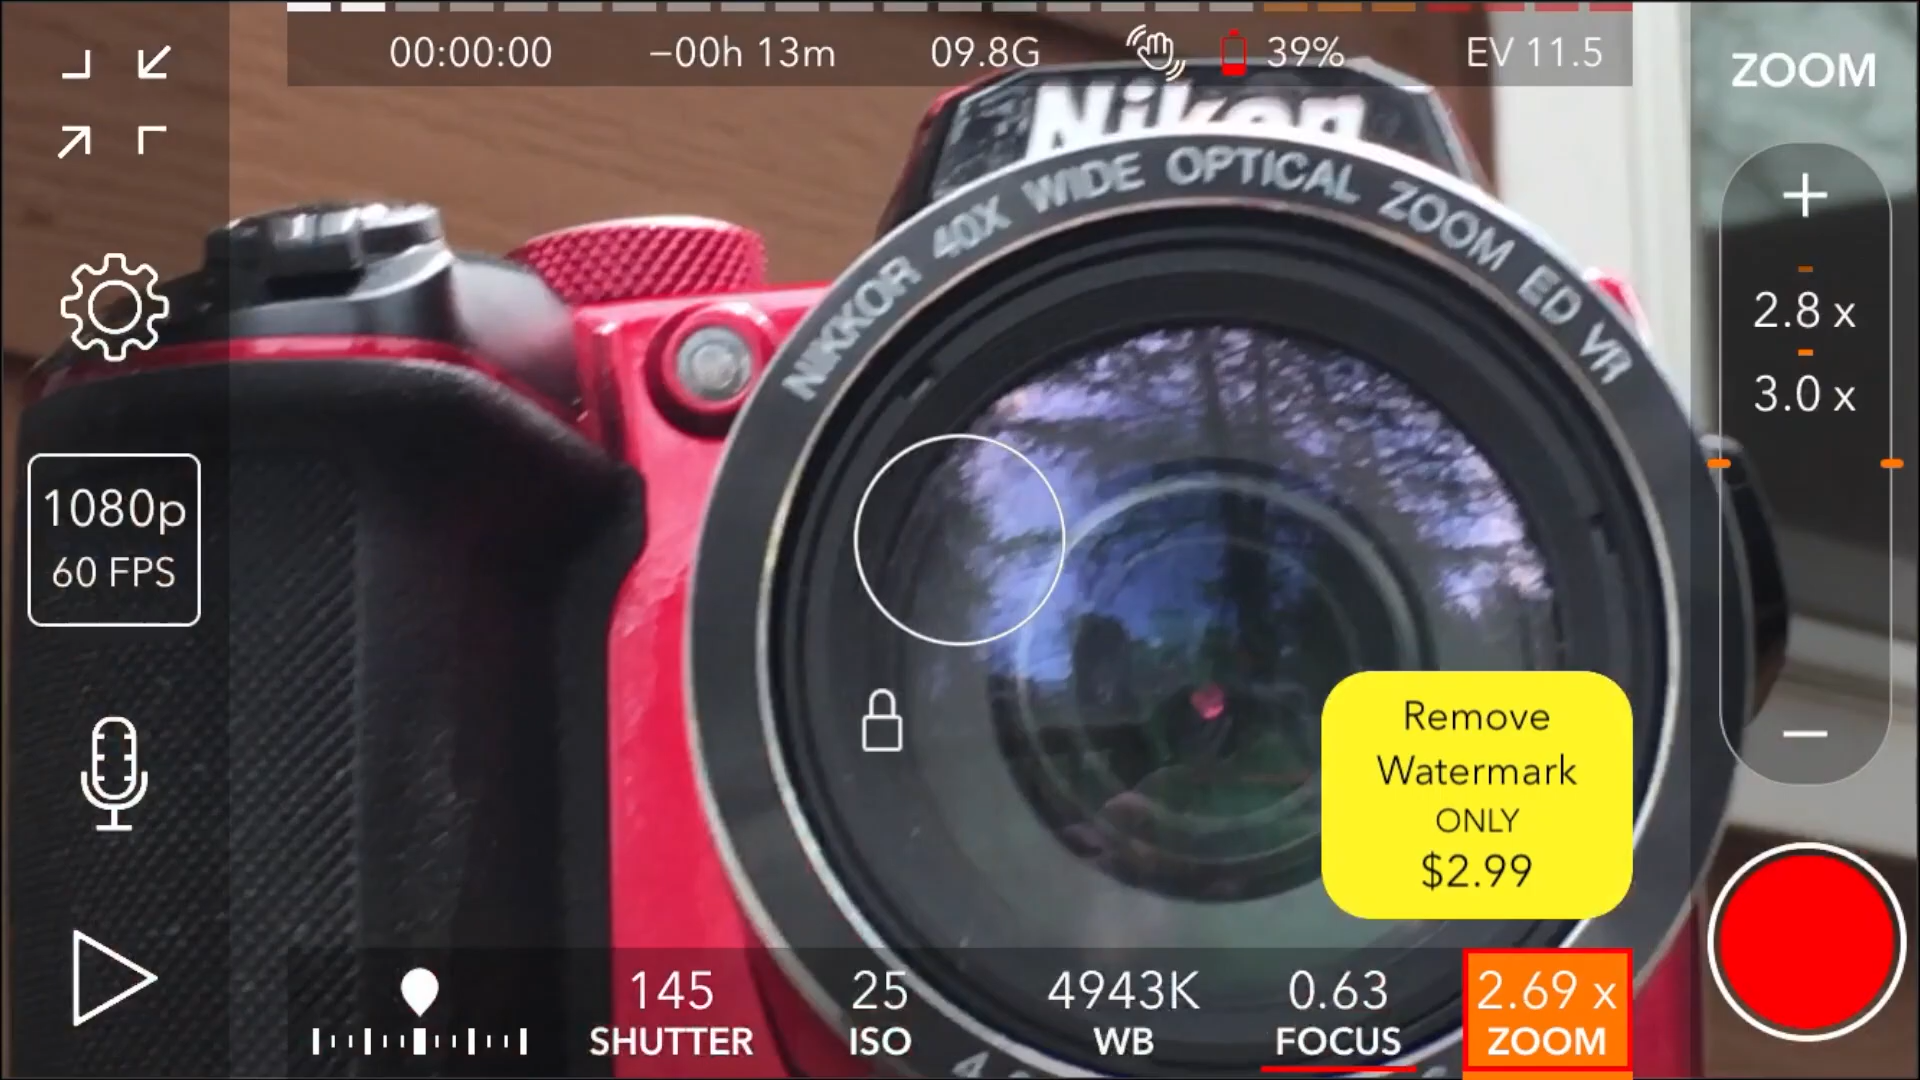 00:00:00 −00h 13m 09.8G 39% EV 11.5
ZOOM
Nikon
NIKKOR 40X WIDE OPTICAL ZOOM ED VR
2.8 x
3.0 x
1080p
60 FPS
Remove
Watermark
ONLY
$2.99
145 25 4943K 0.63 2.69 x
SHUTTER ISO WB FOCUS ZOOM